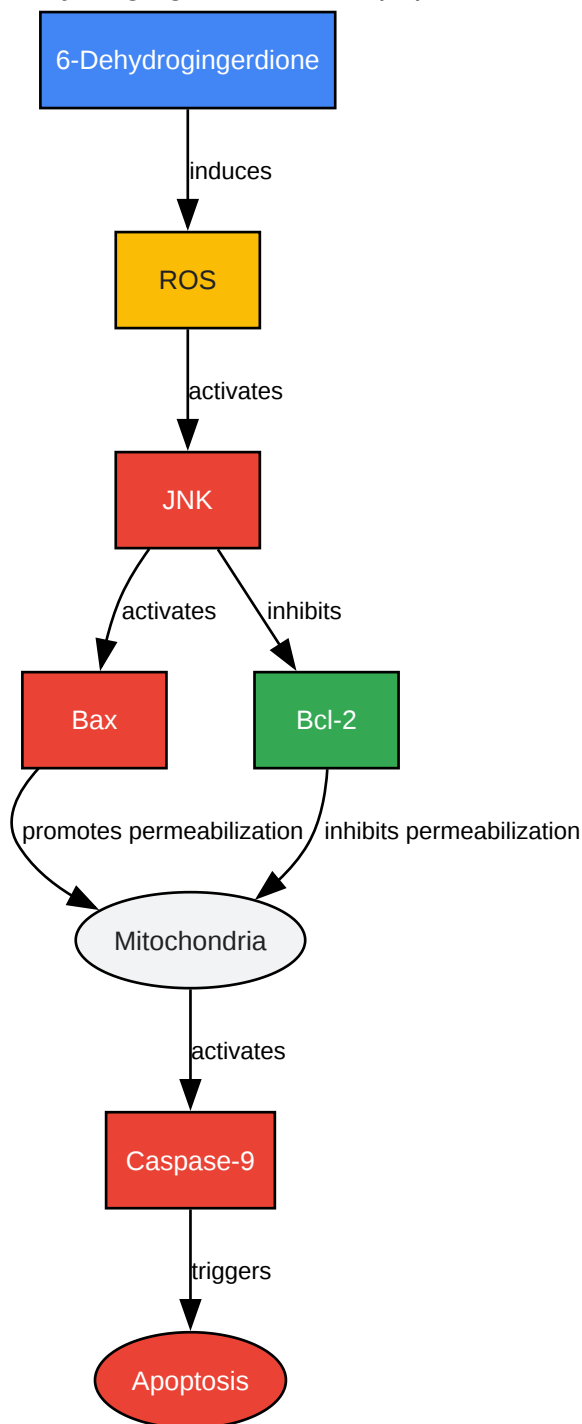 6-Dehydrogingerdione
induces
ROS
activates
JNK
activates
inhibits
Bax
Bcl-2
promotes permeabilization
inhibits permeabilization
Mitochondria
activates
Caspase-9
triggers
Apoptosis